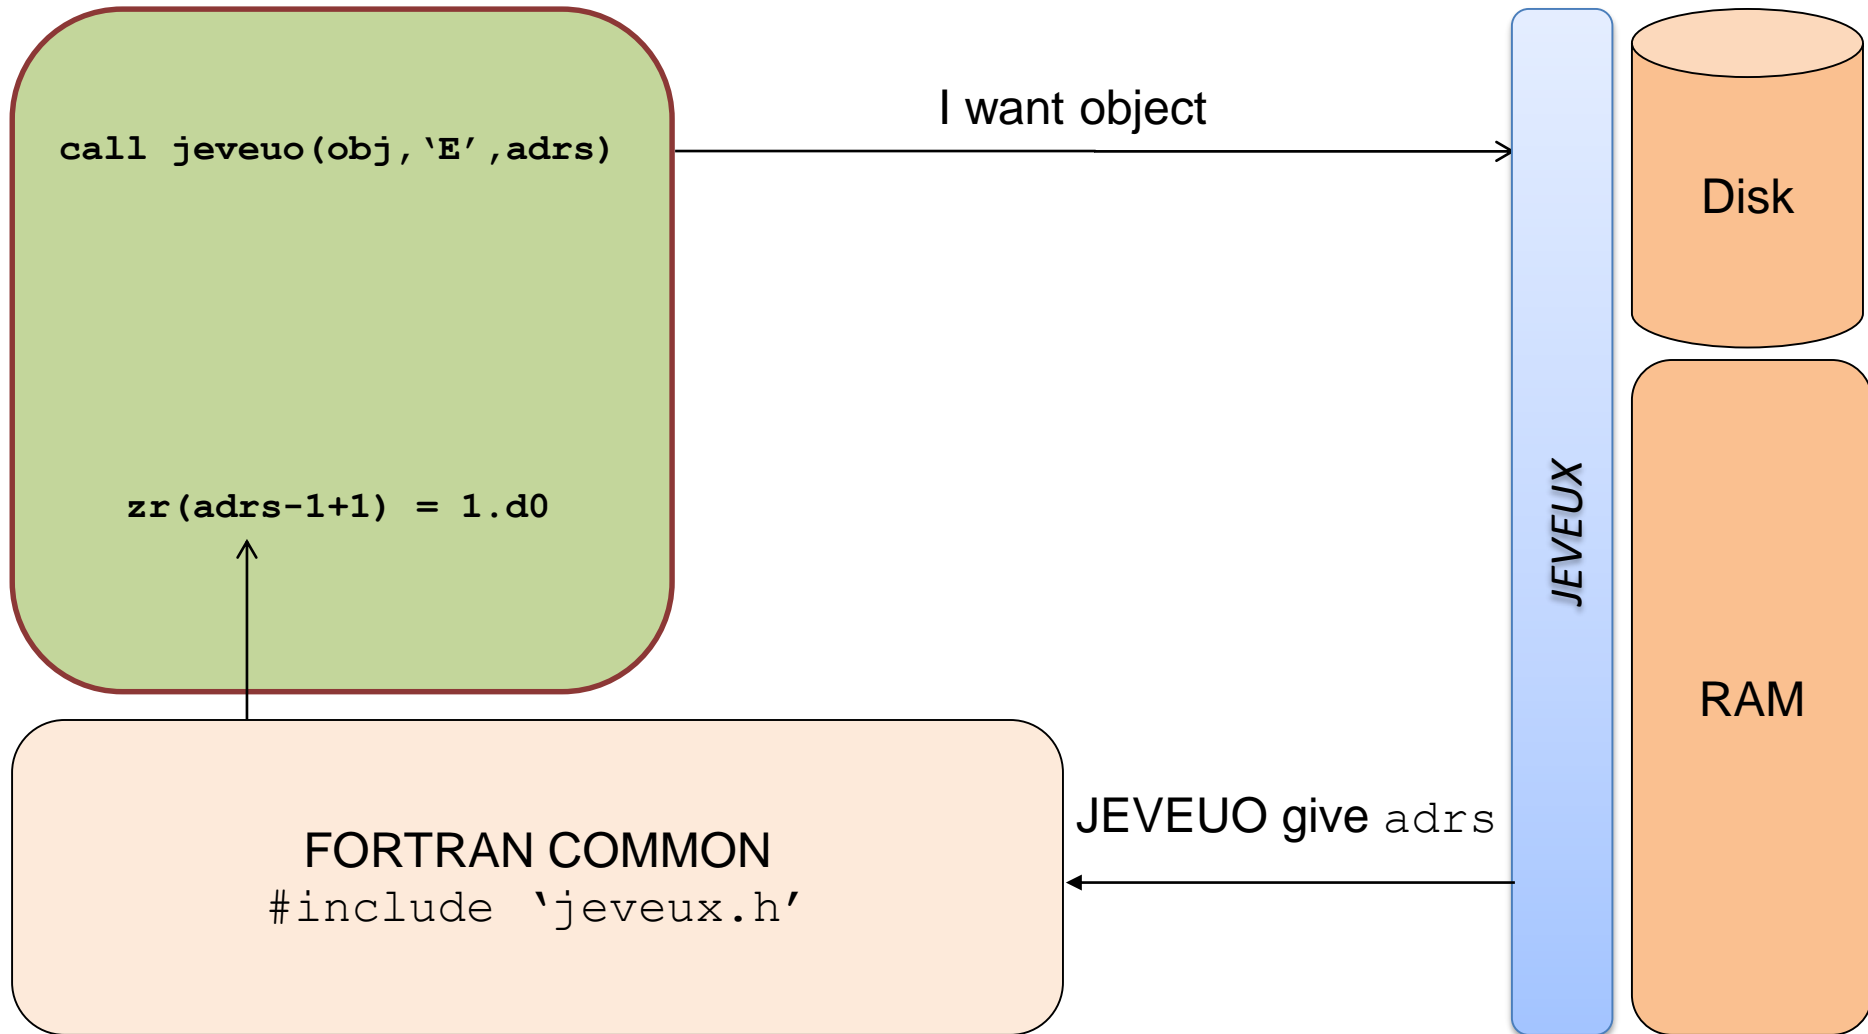 call jeveuo(obj,‘E’,adrs)
I want object
Disk
zr(adrs-1+1) = 1.d0
JEVEUX
RAM
JEVEUO give adrs
FORTRAN COMMON
#include ‘jeveux.h’